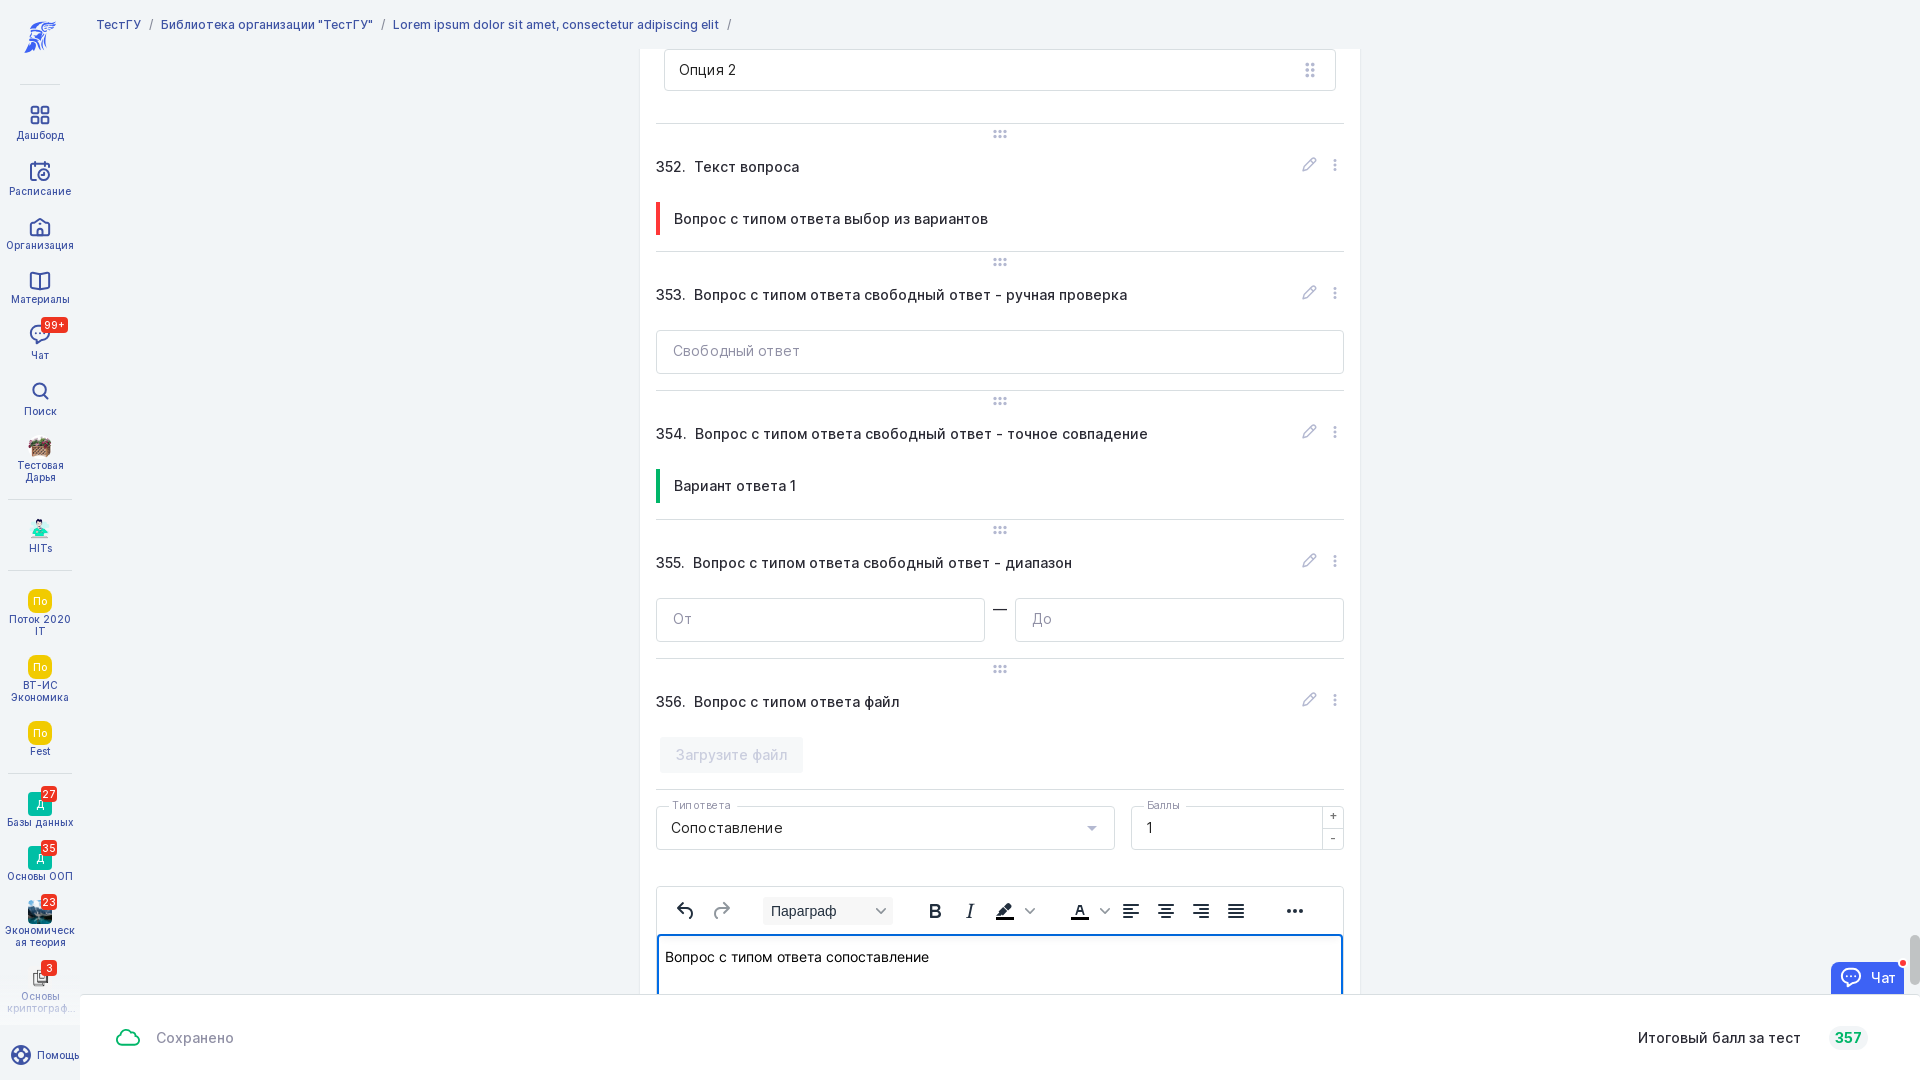 ТестГУ / Библиотека организации "ТестГУ" / Lorem ipsum dolor sit amet, consectetur adipiscing elit /
Дашборд
Расписание
Организация
Материалы
99+
Чат
Поиск
Тестовая
Дарья
HITs
По
Поток 2020
IT
По
ВТ-ИС
Экономика
По
Fest
27
Д
Базы данных
35
Д
Основы ООП
23
Экономическ
ая теория
3
Основы
криптограф...
Помощь
Опция 2
352. Текст вопроса
Вопрос с типом ответа выбор из вариантов
353. Вопрос с типом ответа свободный ответ - ручная проверка
Свободный ответ
354. Вопрос с типом ответа свободный ответ - точное совпадение
Вариант ответа 1
355. Вопрос с типом ответа свободный ответ - диапазон
От — До
356. Вопрос с типом ответа файл
Загрузите файл
Тип ответа
Сопоставление
Баллы
1
+
-
Параграф
B I A
Вопрос с типом ответа сопоставление
Чат
Сохранено
Итоговый балл за тест 357